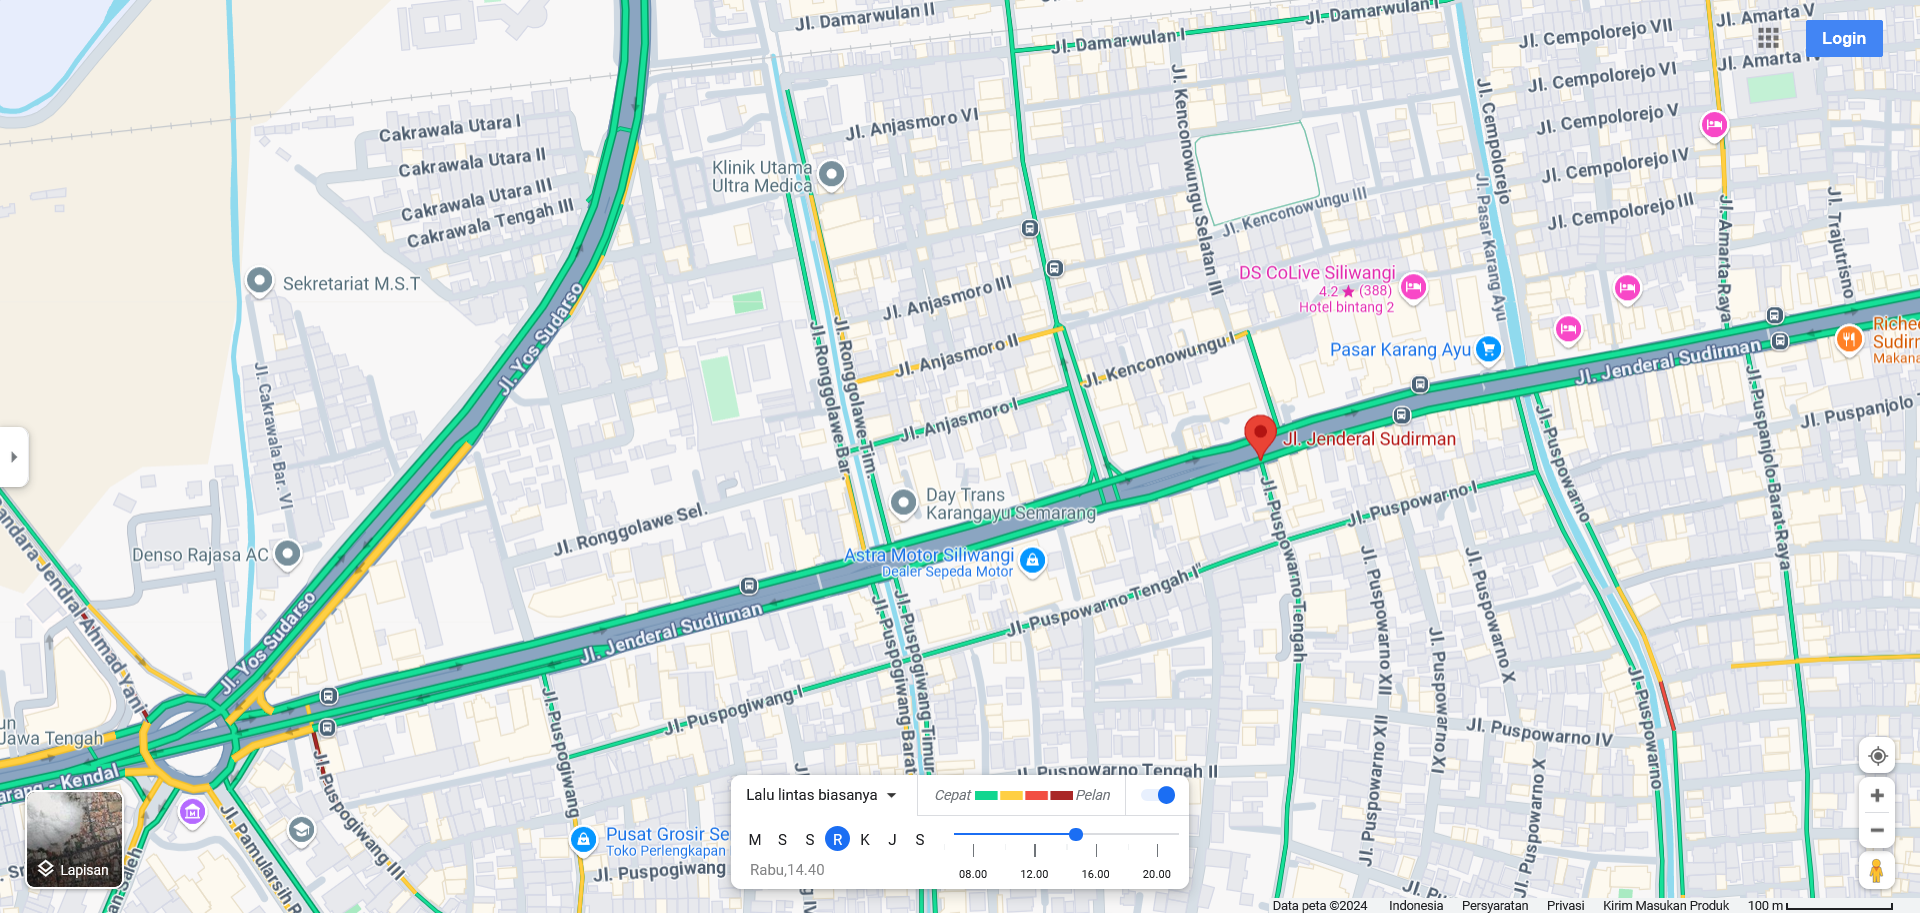 Jl. Damarwulan II
Jl. Damarwulan I
Jl. Damarwulan I
Jl. Amarta V
Jl. Cempolorejo VII
Login
Jl. Amarta IV
Jl. Cempolorejo VI
Jl. Kenconowungu Selatan III
Jl. Cempolorejo
Jl. Cempolorejo V
Cakrawala Utara I
Jl. Anjasmoro VI
Cakrawala Utara II
Jl. Cempolorejo IV
Klinik Utama
Ultra Medica
Cakrawala Utara III
Jl. Kenconowungu III
Jl. Pasar Karang Ayu
Jl. Cempolorejo III
Jl. Amarta Raya
Jl. Trajutrisno
Cakrawala Tengah III
Sekretariat M.S.T
DS CoLive Siliwangi
4.2 ★ (388)
Hotel bintang 2
Jl. Anjasmoro III
Jl. Yos Sudarso
Jl. Ronggolawe Bar.
Jl. Ronggolawe Tim.
Jl. Anjasmoro II
Jl. Kenconowungu I
Pasar Karang Ayu
Jl. Jenderal Sudirman
Riche
Sudir
Makana
Jl. Cakrawala Bar. VI
Jl. Anjasmoro I
Jl. Jenderal Sudirman
Jl. Puspowarno
Jl. Puspanjolo Barat Raya
Jl. Puspanjolo T
Day Trans
Karangayu Semarang
Jl. Ronggolawe Sel.
Jl. Puspowarno Tengah
Jl. Puspowarno I
Denso Rajasa AC
andara Jendral Ahmad Yani
Astra Motor Siliwangi
Dealer Sepeda Motor
Jl. Puspowarno Tengah I
Jl. Puspowarno XII
Jl. Puspowarno X
Jl. Yos Sudarso
Jl. Jenderal Sudirman
Jl. Puspogiwang Barat
Jl. Puspogiwang Timur
Jl. Puspowarno XI
Jl. Puspogiwang I
Jl. Puspogiwang
Jl. Puspowarno
Jl. Puspowarno IV
un
Jawa Tengah
arang - Kendal
Jl. Puspogiwang III
Jl. Puspowarno XII
Jl. Puspowarno X
Jl. Puspowarno Tengah II
Jl. Pamularsih R
Pusat Grosir Se
Toko Perlengkapan
Jl. Puspogiwang
Lapisan
Lalu lintas biasanya
Cepat
Pelan
M S S R K J S
Rabu,14.40
08.00 12.00 16.00 20.00
Data peta ©2024 Indonesia Persyaratan Privasi Kirim Masukan Produk 100 m